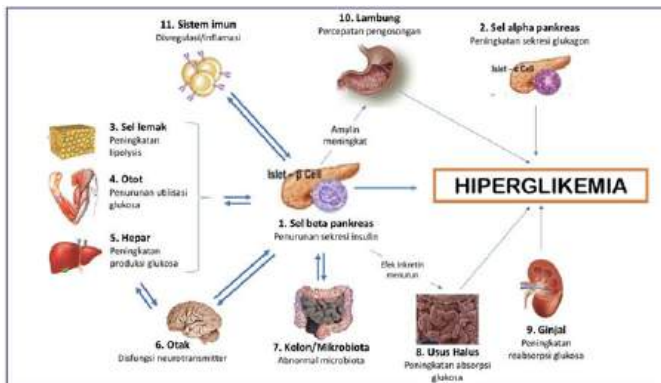 11. Sistem imun
Disregulasi/inflamasi
10. Lambung
Percepatan pengosongan
2. Sel alpha pankreas
Peningkatan sekresi glukagon
Islet – α Cell
3. Sel lemak
Peningkatan
lipolysis
4. Otot
Penurunan utilisasi
glukosa
5. Hepar
Peningkatan
produksi glukosa
Amylin
meningkat
Islet – β Cell
1. Sel beta pankreas
Penurunan sekresi insulin
HIPERGLIKEMIA
Efek inkretin
menurun
6. Otak
Disfungsi neurotransmitter
7. Kolon/Mikrobiota
Abnormal microbiota
8. Usus Halus
Peningkatan absorpsi
glukosa
9. Ginjal
Peningkatan
reabsorpsi glukosa